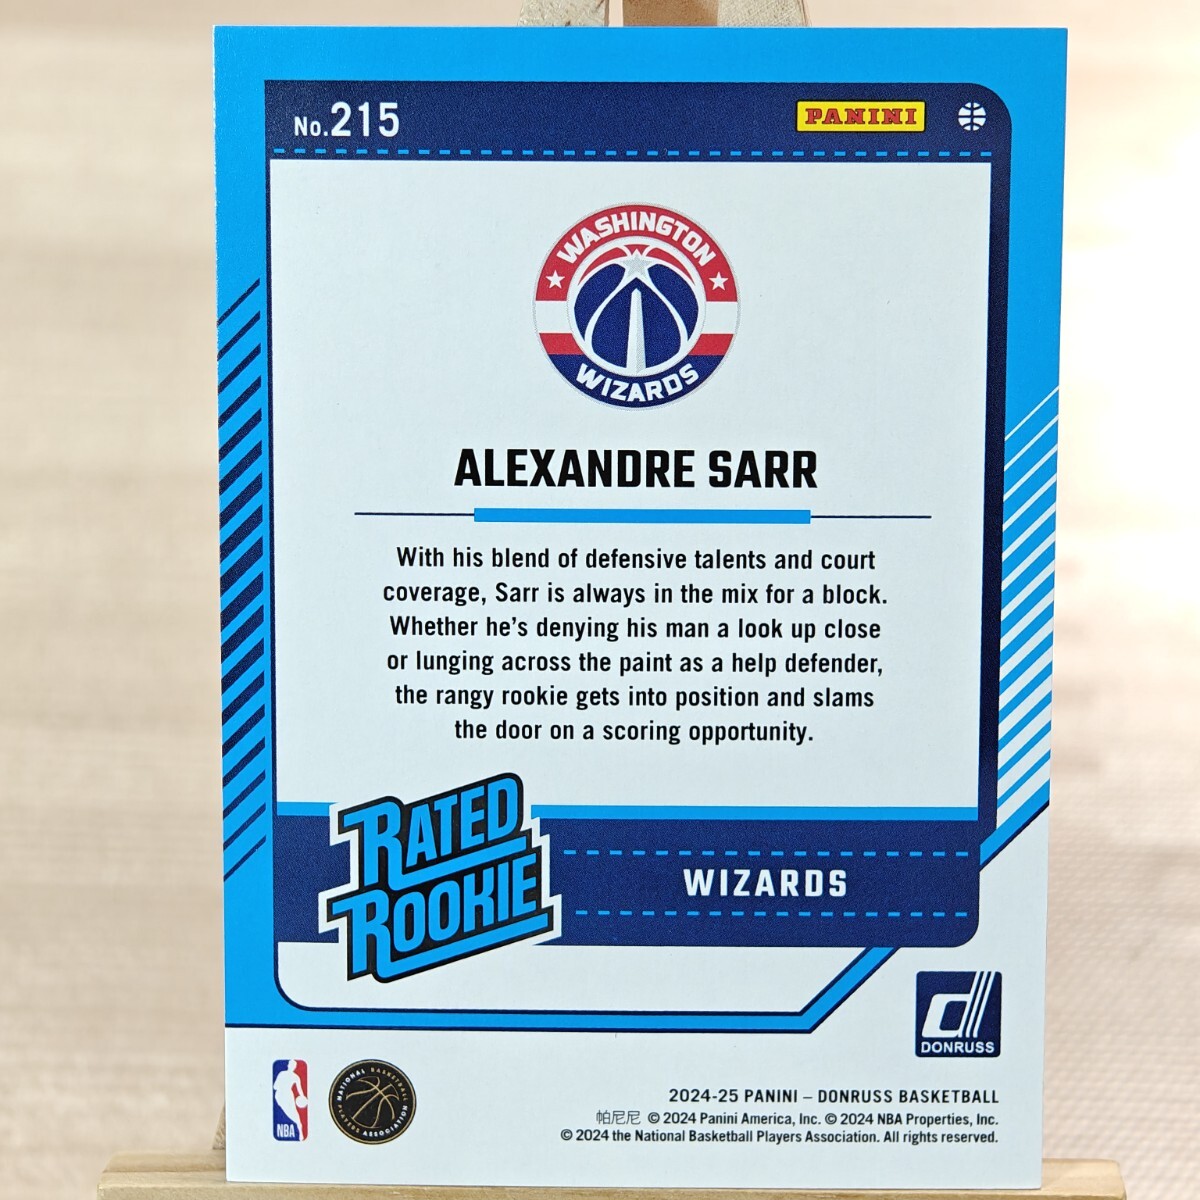 No.215
PANINI
WASHINGTON
WIZARDS
ALEXANDRE SARR
With his blend of defensive talents and court
coverage, Sarr is always in the mix for a block.
Whether he's denying his man a look up close
or lunging across the paint as a help defender,
the rangy rookie gets into position and slams
the door on a scoring opportunity.
RATED
ROOKIE
WIZARDS
d
DONRUSS
NBA
NATIONAL BASKETBALL
PLAYERS ASSOCIATION
2024-25 PANINI – DONRUSS BASKETBALL
帕尼尼 © 2024 Panini America, Inc. © 2024 NBA Properties, Inc.
© 2024 the National Basketball Players Association. All rights reserved.